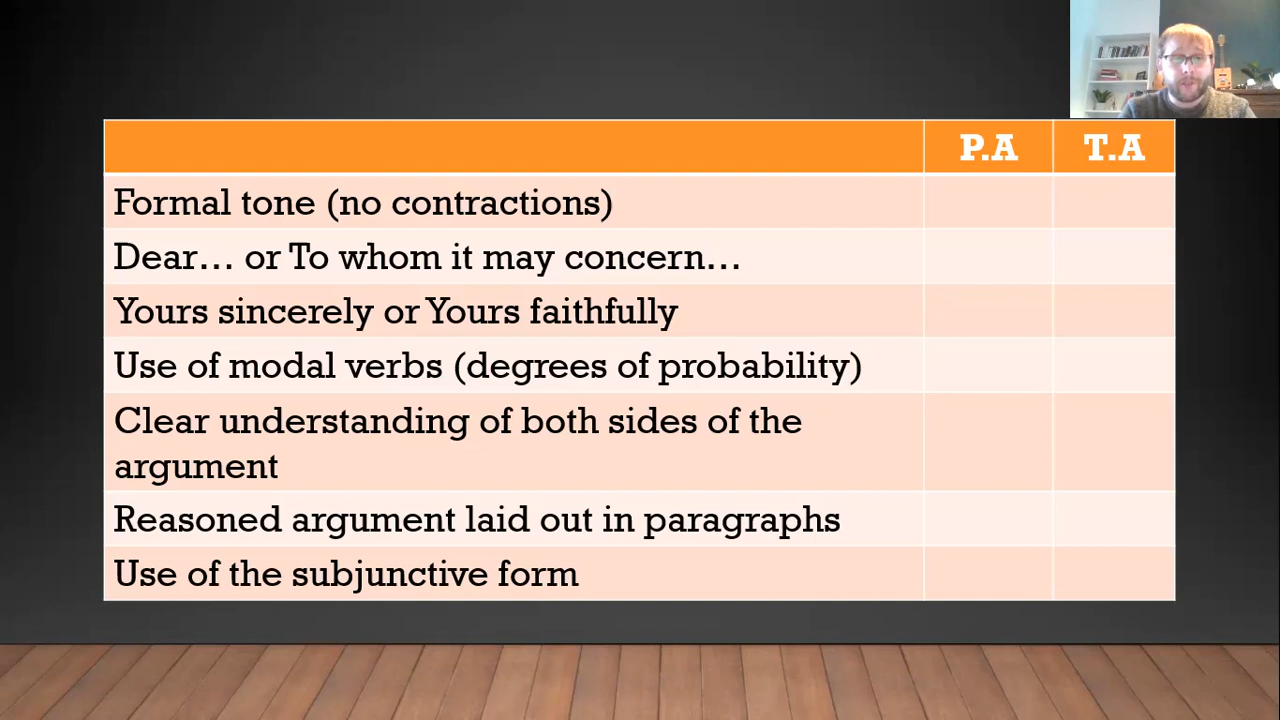 P.A T.A
Formal tone (no contractions)
Dear… or To whom it may concern…
Yours sincerely or Yours faithfully
Use of modal verbs (degrees of probability)
Clear understanding of both sides of the
argument
Reasoned argument laid out in paragraphs
Use of the subjunctive form